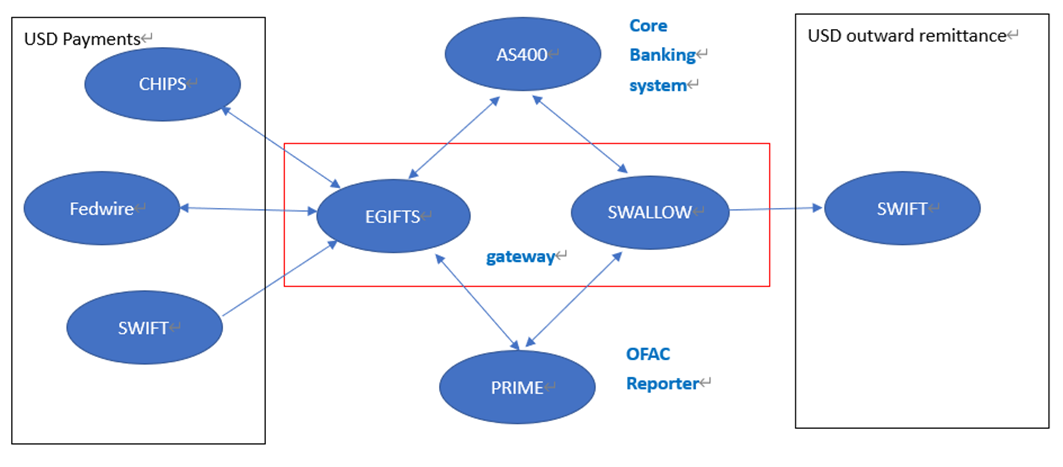 USD Payments
CHIPS
Fedwire
SWIFT
AS400
Core
Banking
system
EGIFTS
SWALLOW
gateway
PRIME
OFAC
Reporter
USD outward remittance
SWIFT